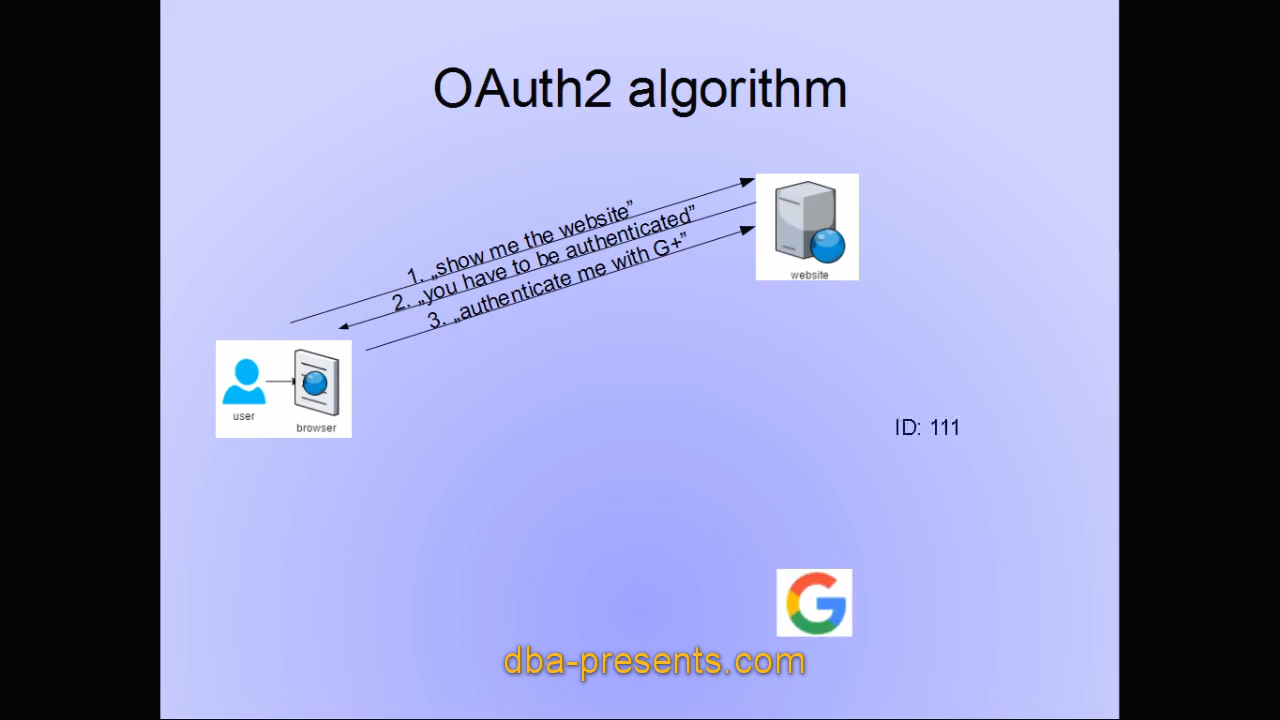 OAuth2 algorithm
1. „show me the website”
2. „you have to be authenticated”
3. „authenticate me with G+”
website
user
browser
ID: 111
dba-presents.com